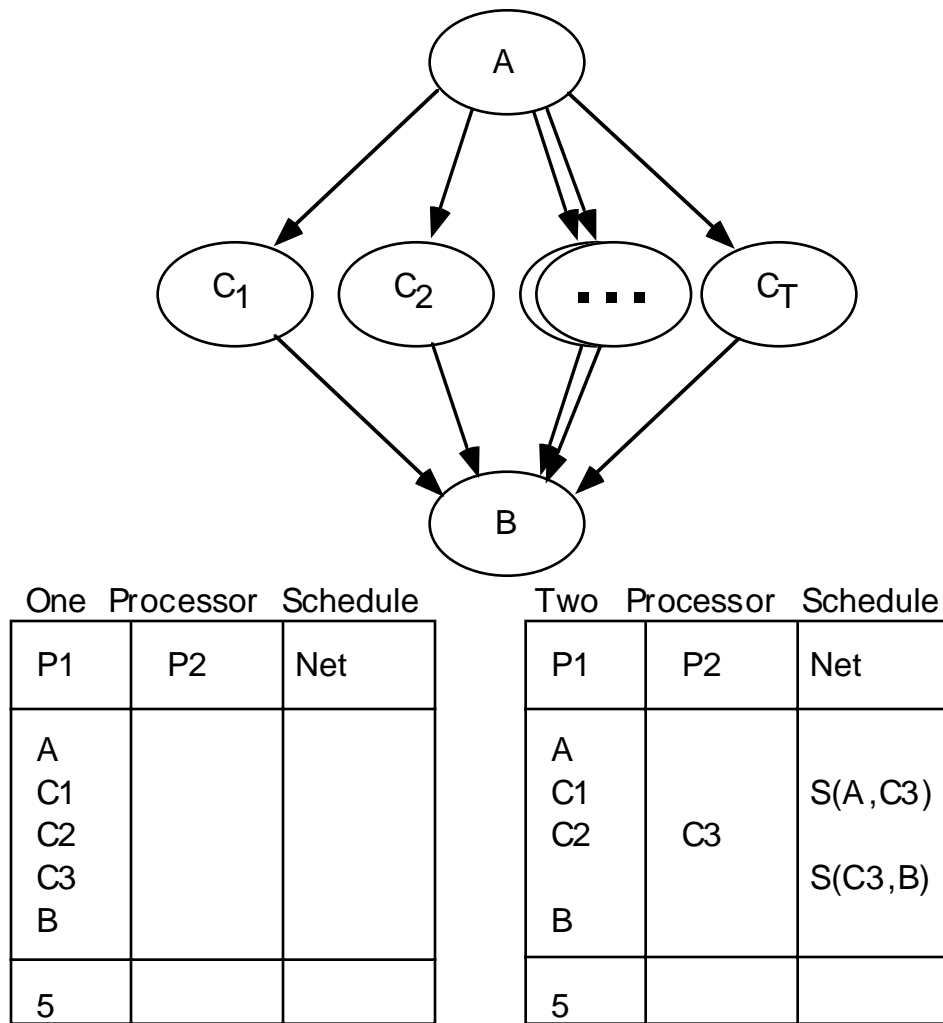 A
C1 C2 ... CT
B
One Processor Schedule
P1 P2 Net
A
C1
C2
C3
B
5
Two Processor Schedule
P1 P2 Net
A
C1 S(A,C3)
C2 C3
S(C3,B)
B
5